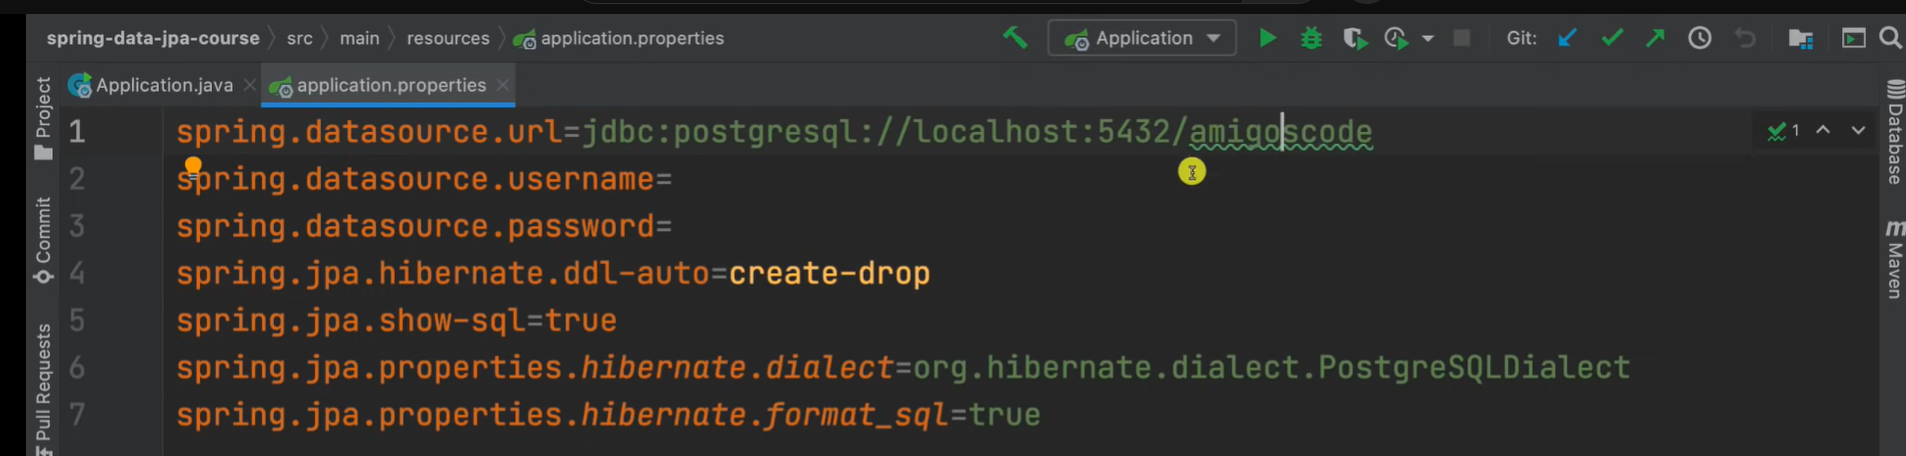 spring-data-jpa-course 〉 src 〉 main 〉 resources 〉 application.properties
Application
Git:
Application.java
application.properties
Project
Commit
Pull Requests
1 spring.datasource.url=jdbc:postgresql://localhost:5432/amigoscode
2 spring.datasource.username=
3 spring.datasource.password=
4 spring.jpa.hibernate.ddl-auto=create-drop
5 spring.jpa.show-sql=true
6 spring.jpa.properties.hibernate.dialect=org.hibernate.dialect.PostgreSQLDialect
7 spring.jpa.properties.hibernate.format_sql=true
1
Database
m Maven